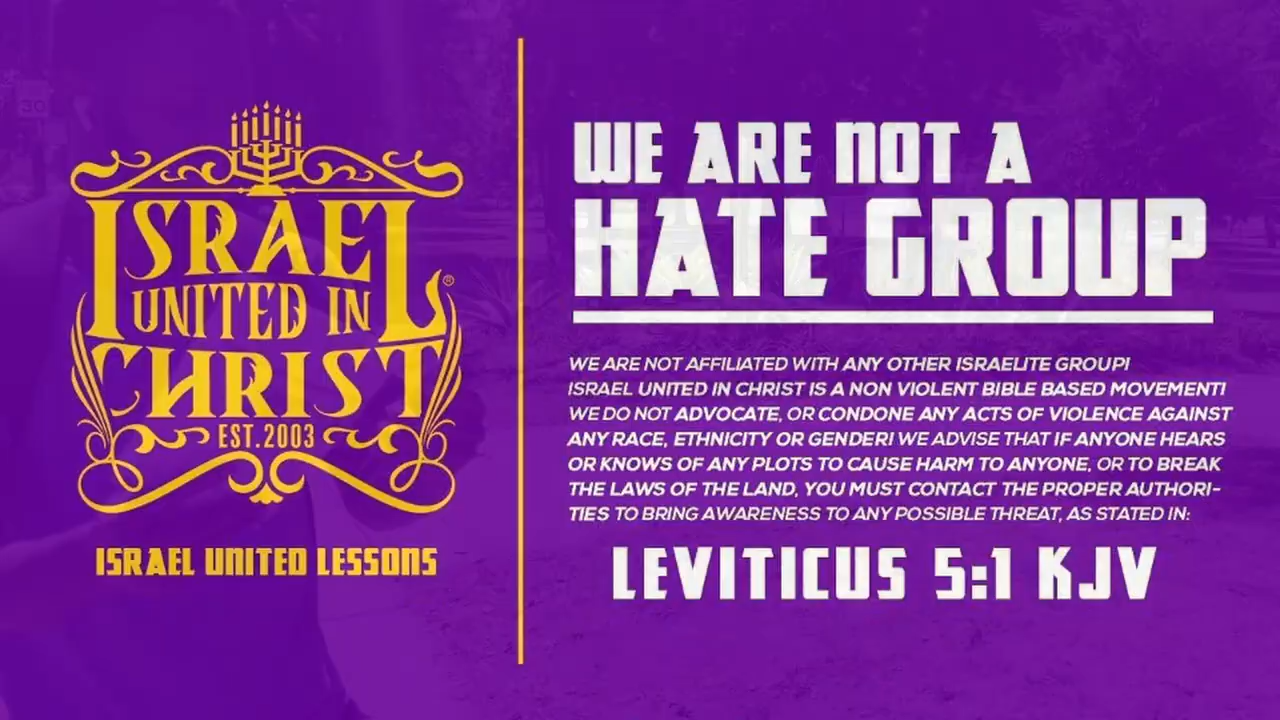 ISRAEL
UNITED IN
CHRIST
®
EST.2003
ISRAEL UNITED LESSONS
WE ARE NOT A
HATE GROUP
WE ARE NOT AFFILIATED WITH ANY OTHER ISRAELITE GROUP!
ISRAEL UNITED IN CHRIST IS A NON VIOLENT BIBLE BASED MOVEMENT!
WE DO NOT ADVOCATE, OR CONDONE ANY ACTS OF VIOLENCE AGAINST
ANY RACE, ETHNICITY OR GENDER! WE ADVISE THAT IF ANYONE HEARS
OR KNOWS OF ANY PLOTS TO CAUSE HARM TO ANYONE, OR TO BREAK
THE LAWS OF THE LAND, YOU MUST CONTACT THE PROPER AUTHORI-
TIES TO BRING AWARENESS TO ANY POSSIBLE THREAT, AS STATED IN:
LEVITICUS 5:1 KJV